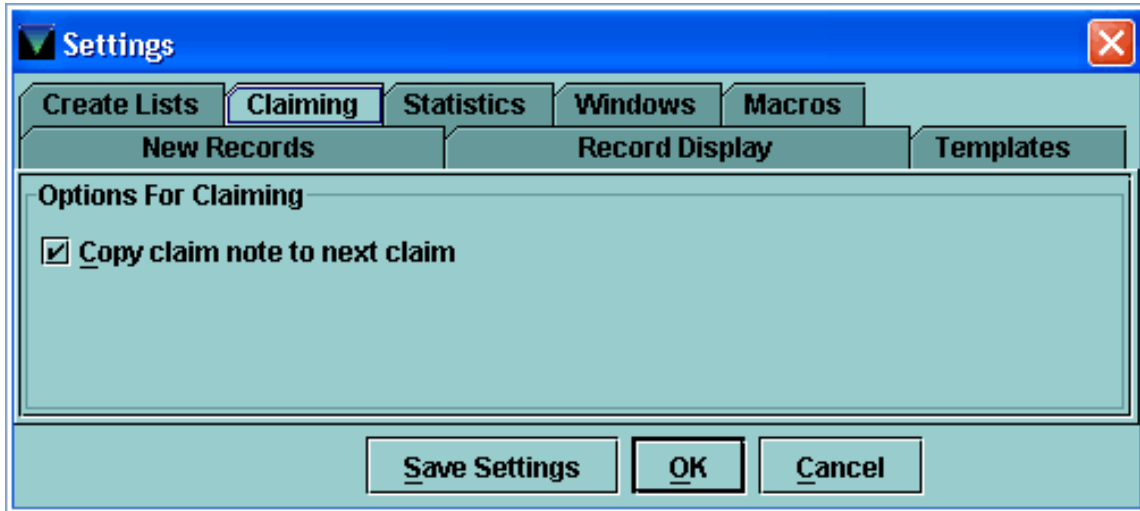 Settings
Create Lists Claiming Statistics Windows Macros
New Records Record Display Templates
Options For Claiming
Copy claim note to next claim
Save Settings OK Cancel